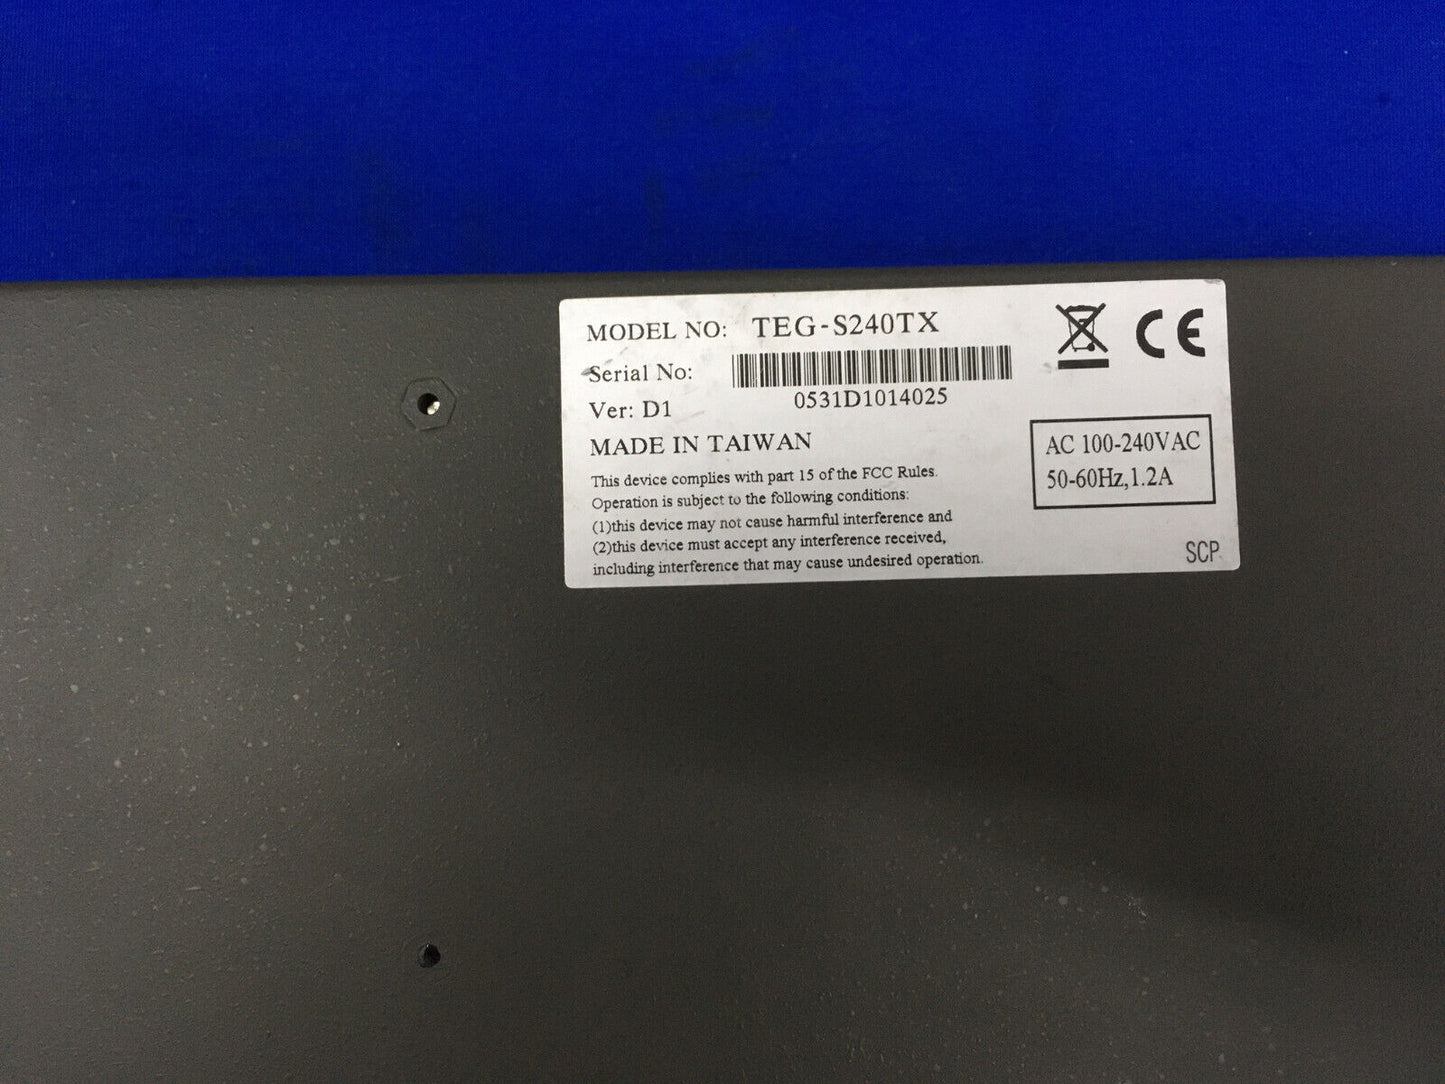 MODEL NO: TEG-S240TX
CE
Serial No:
0531D1014025
Ver: D1
MADE IN TAIWAN
AC 100-240VAC
50-60Hz,1.2A
This device complies with part 15 of the FCC Rules.
Operation is subject to the following conditions:
(1)this device may not cause harmful interference and
(2)this device must accept any interference received,
including interference that may cause undesired operation.
SCP